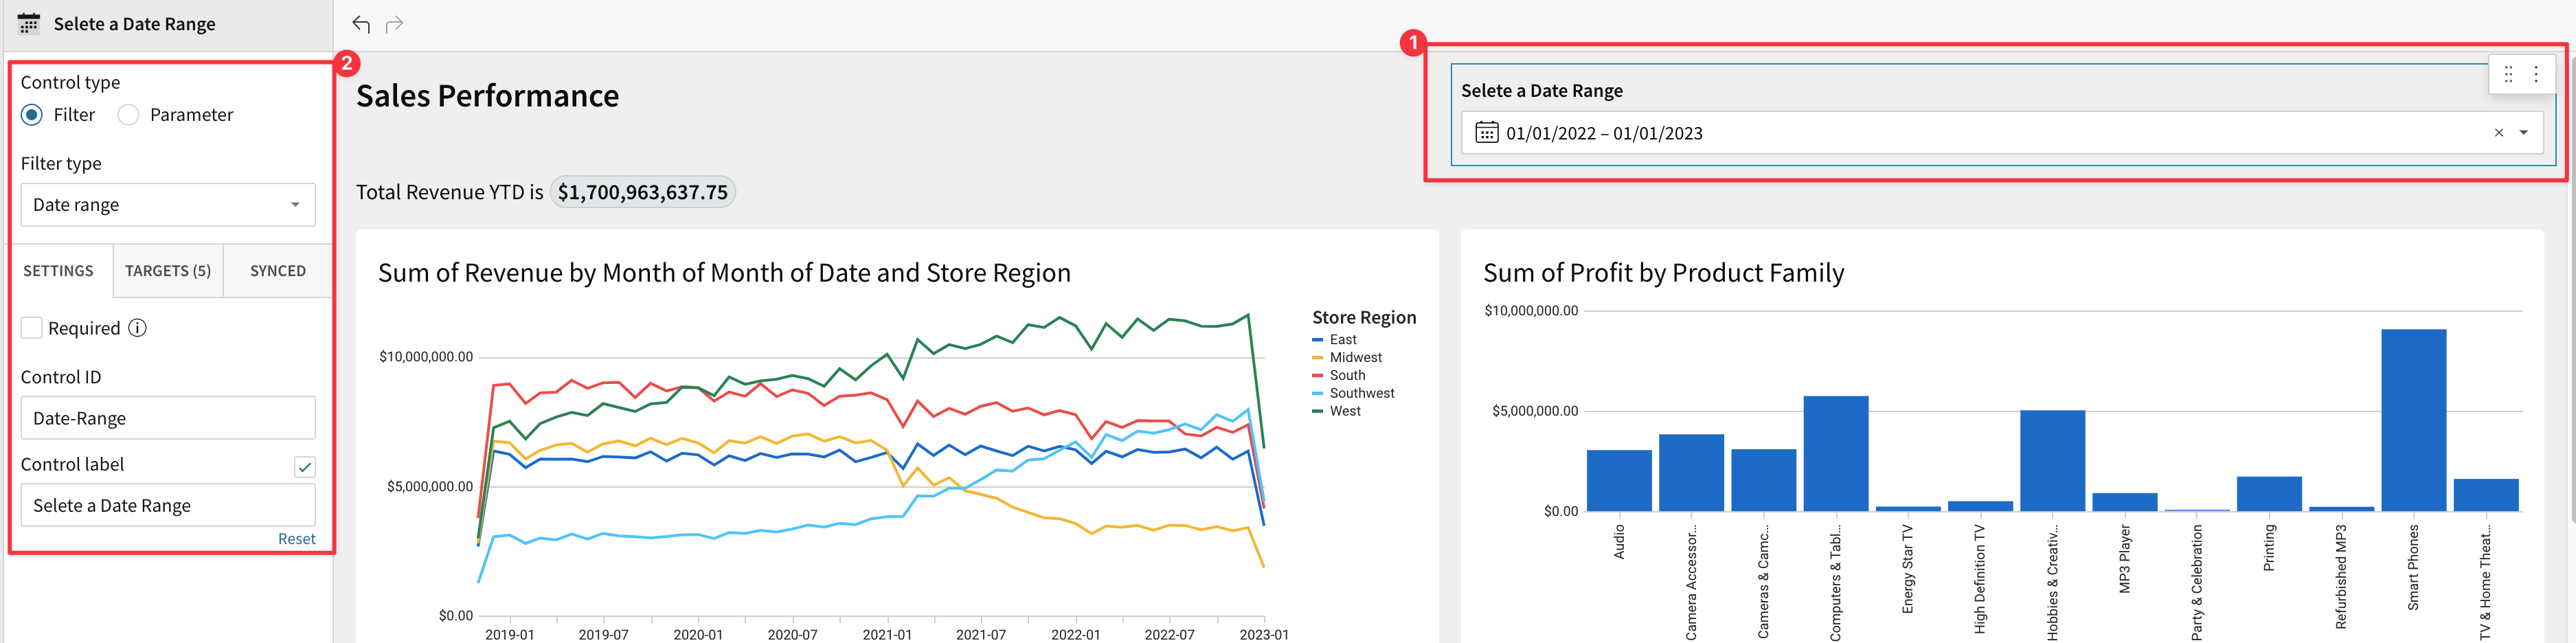 Selete a Date Range
2
Control type
Filter
Parameter
Filter type
Date range
SETTINGS
TARGETS (5)
SYNCED
Required
Control ID
Date-Range
Control label
Selete a Date Range
Reset
Sales Performance
1
Selete a Date Range
01/01/2022 – 01/01/2023
Total Revenue YTD is $1,700,963,637.75
Sum of Revenue by Month of Month of Date and Store Region
$10,000,000.00
$5,000,000.00
$0.00
2019-01
2019-07
2020-01
2020-07
2021-01
2021-07
2022-01
2022-07
2023-01
Store Region
East
Midwest
South
Southwest
West
Sum of Profit by Product Family
$10,000,000.00
$5,000,000.00
$0.00
Audio
Camera Accessor...
Cameras & Camc...
Computers & Tabl...
Energy Star TV
High Definition TV
Hobbies & Creativ...
MP3 Player
Party & Celebration
Printing
Refurbished MP3
Smart Phones
TV & Home Theat...